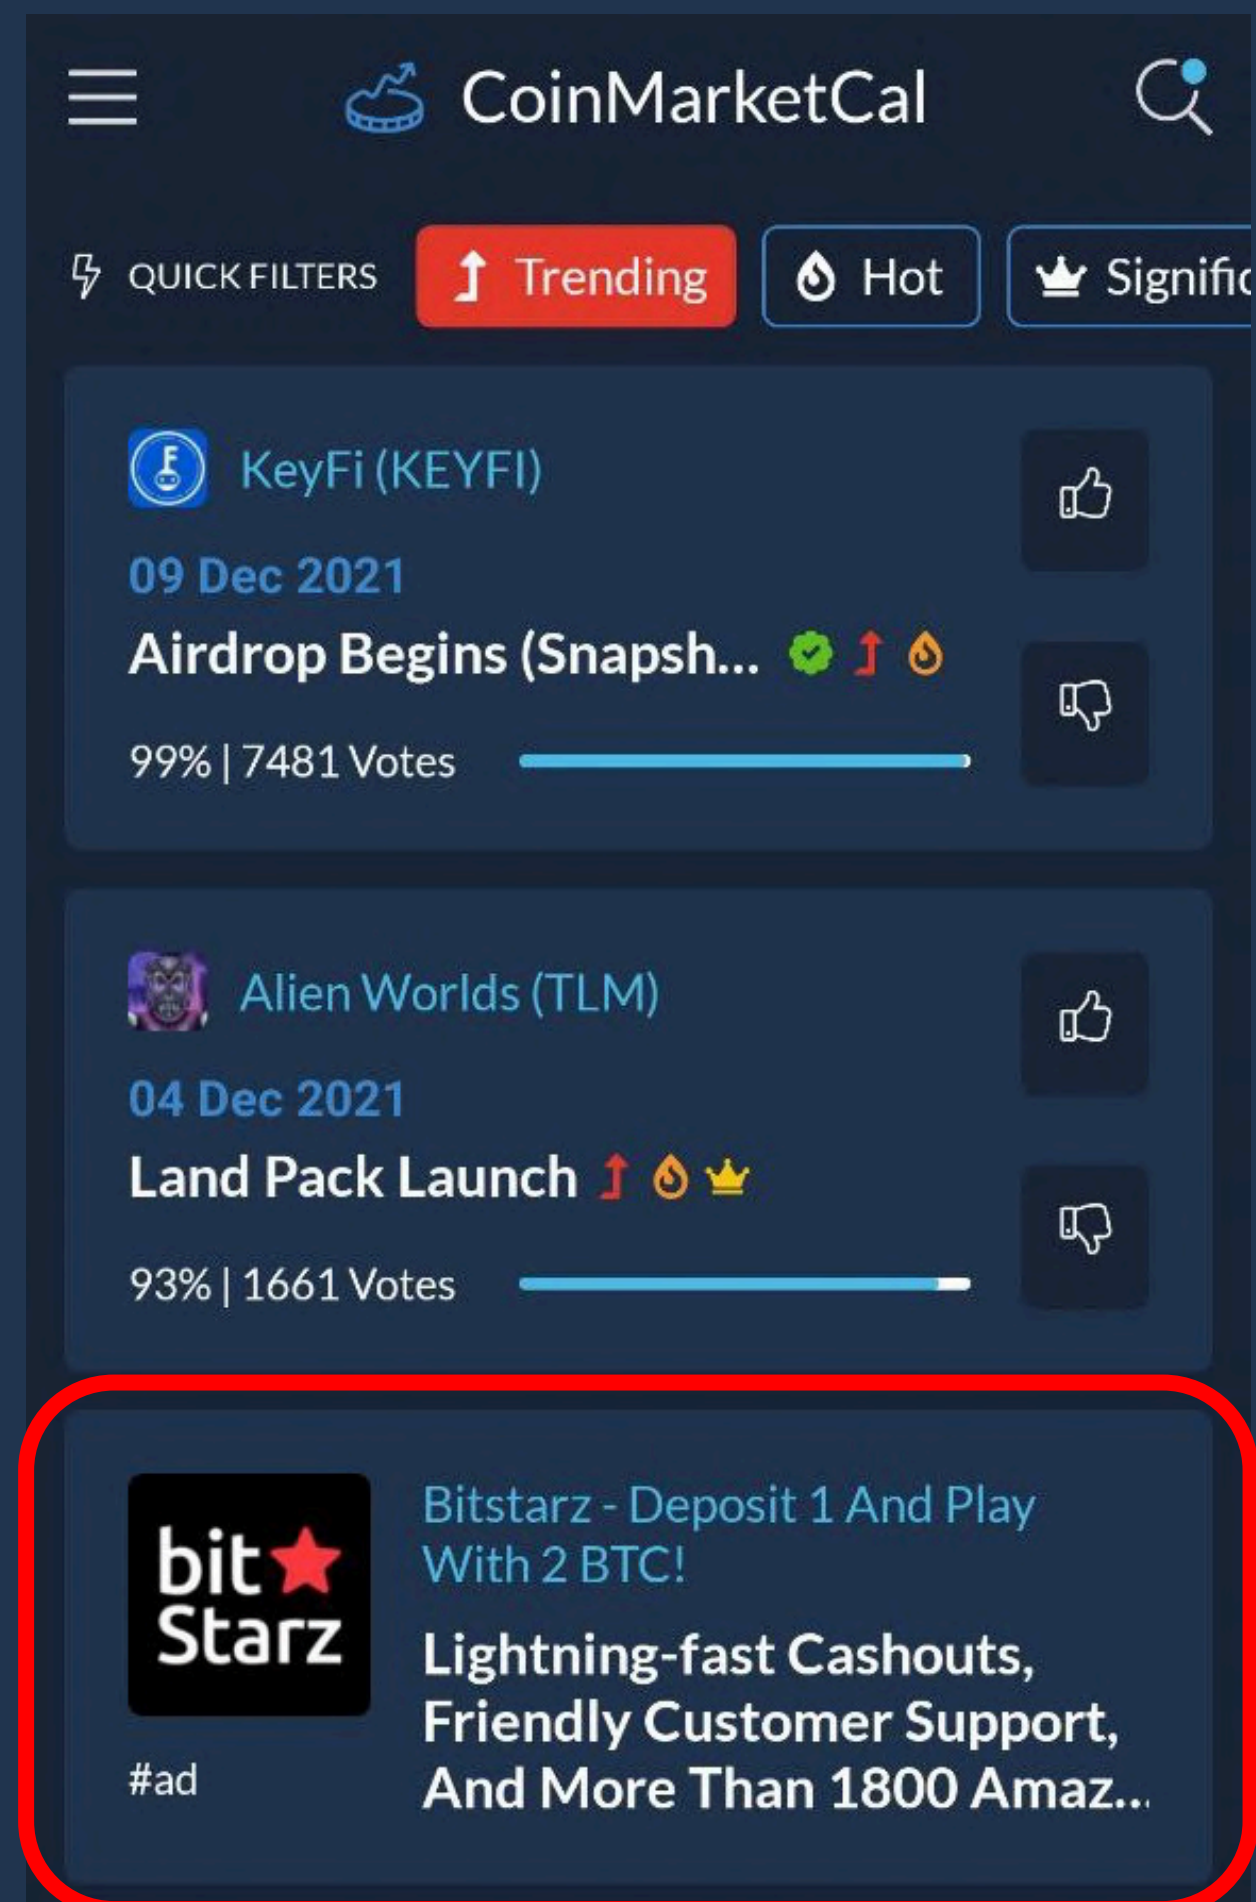 CoinMarketCal
QUICK FILTERS Trending Hot Signific
KeyFi (KEYFI)
09 Dec 2021
Airdrop Begins (Snapsh...
99% | 7481 Votes
Alien Worlds (TLM)
04 Dec 2021
Land Pack Launch
93% | 1661 Votes
bit
Starz
#ad
Bitstarz - Deposit 1 And Play
With 2 BTC!
Lightning-fast Cashouts,
Friendly Customer Support,
And More Than 1800 Amaz...